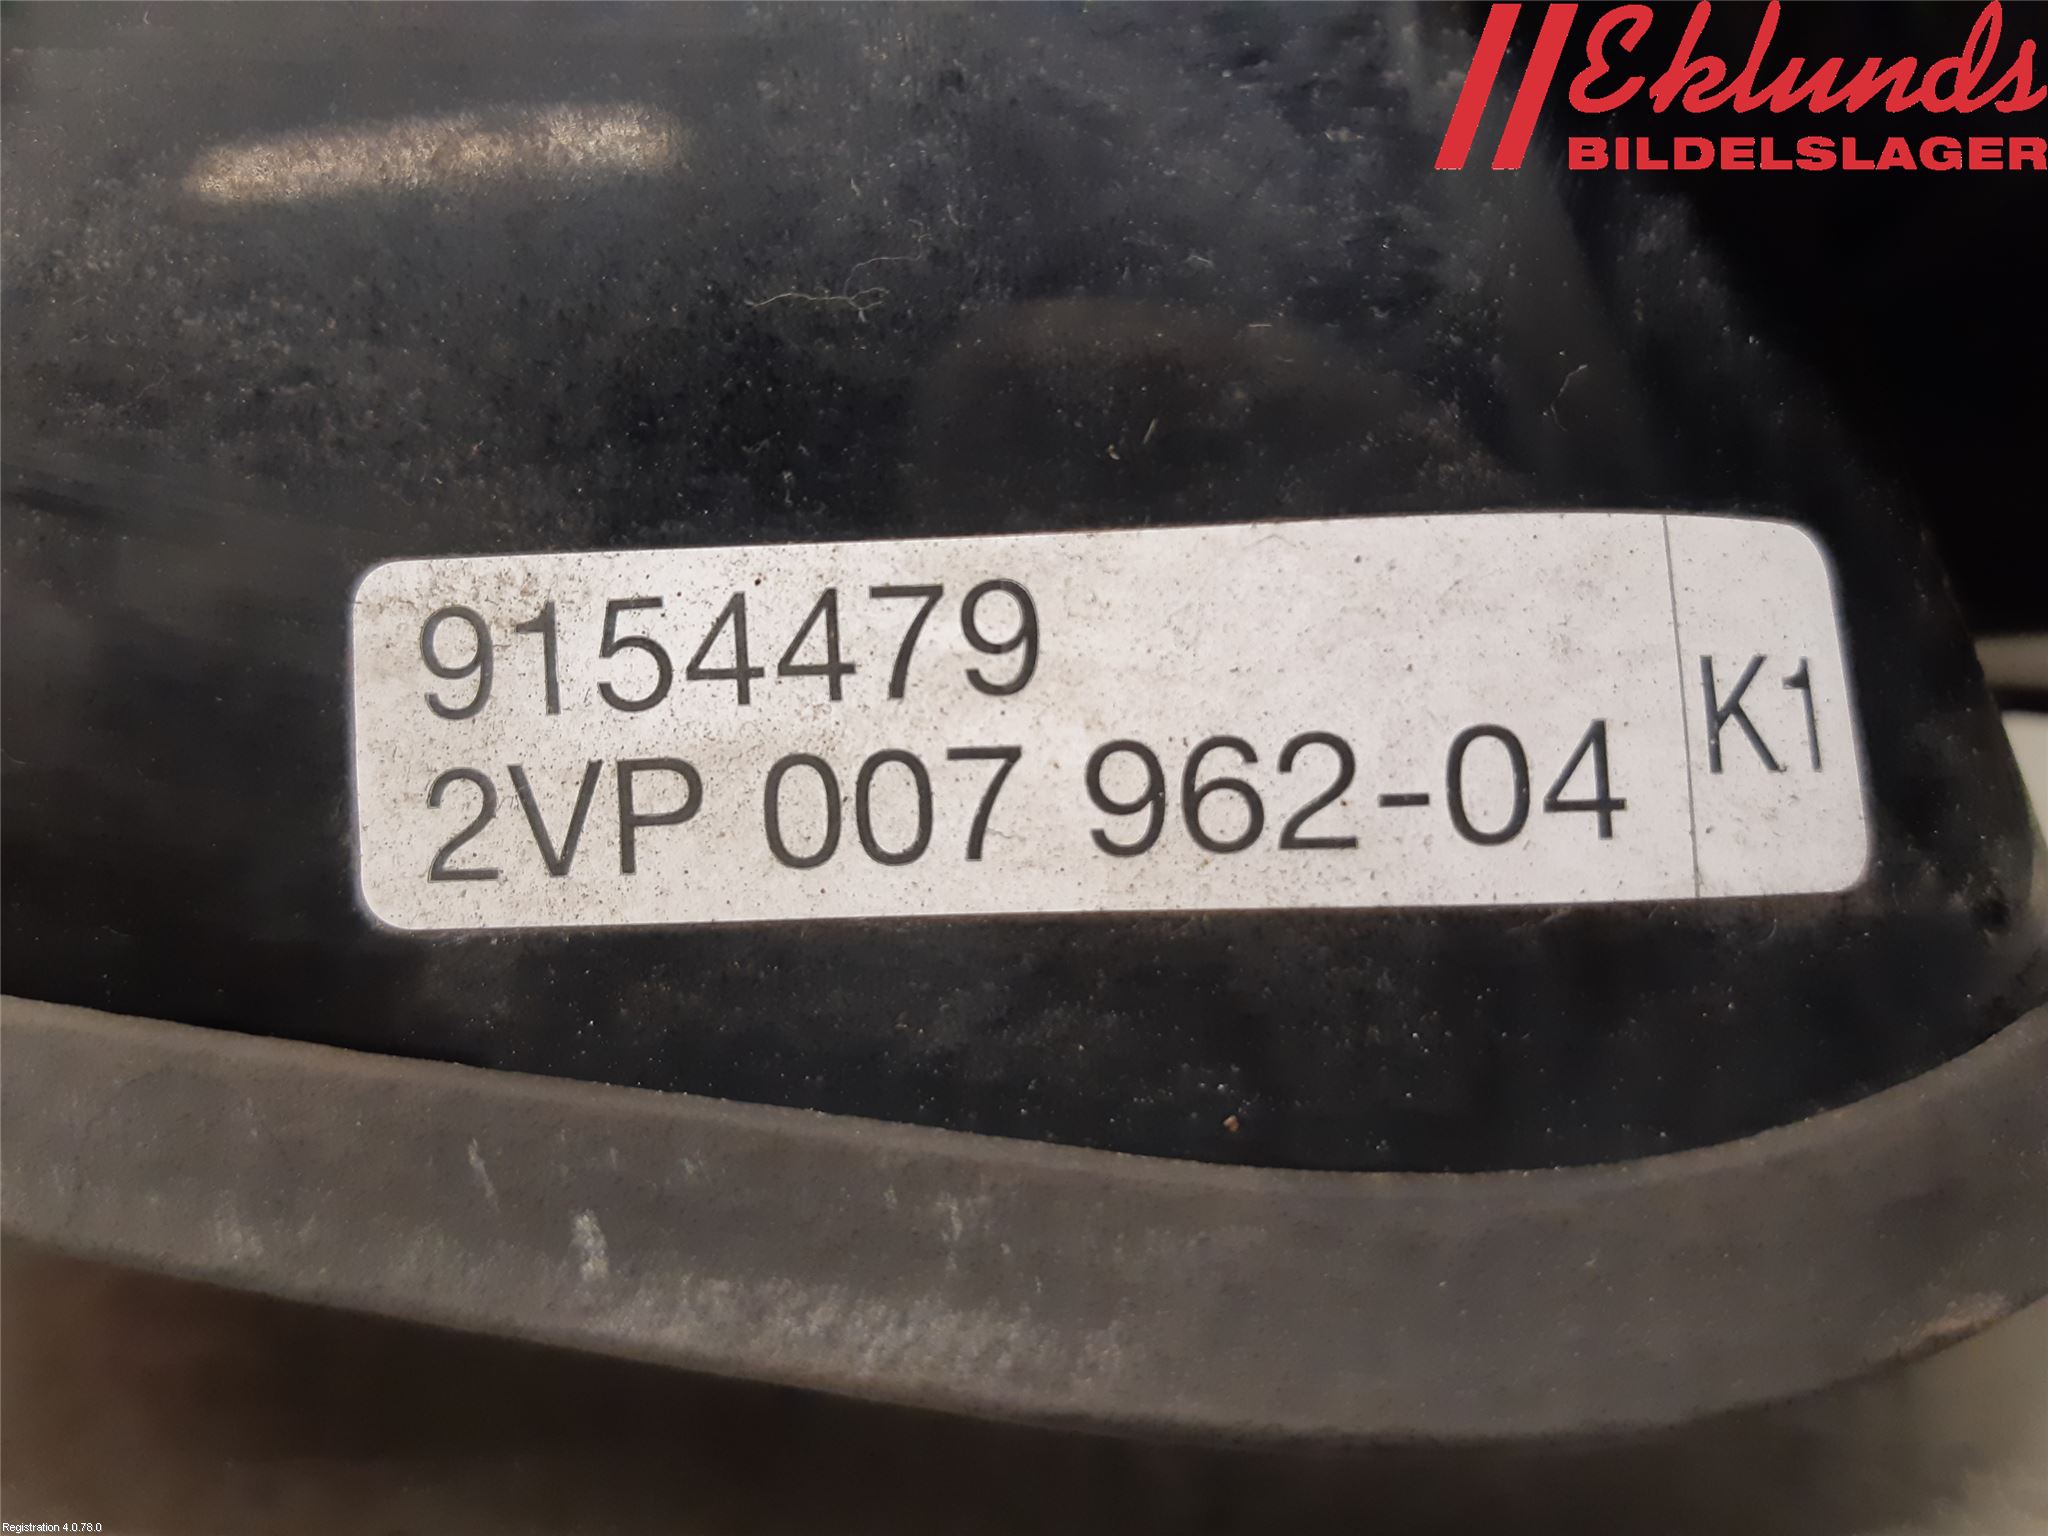 Eklunds
BILDELSLAGER
9154479
2VP 007 962-04
K1
Registration 4.0.78.0